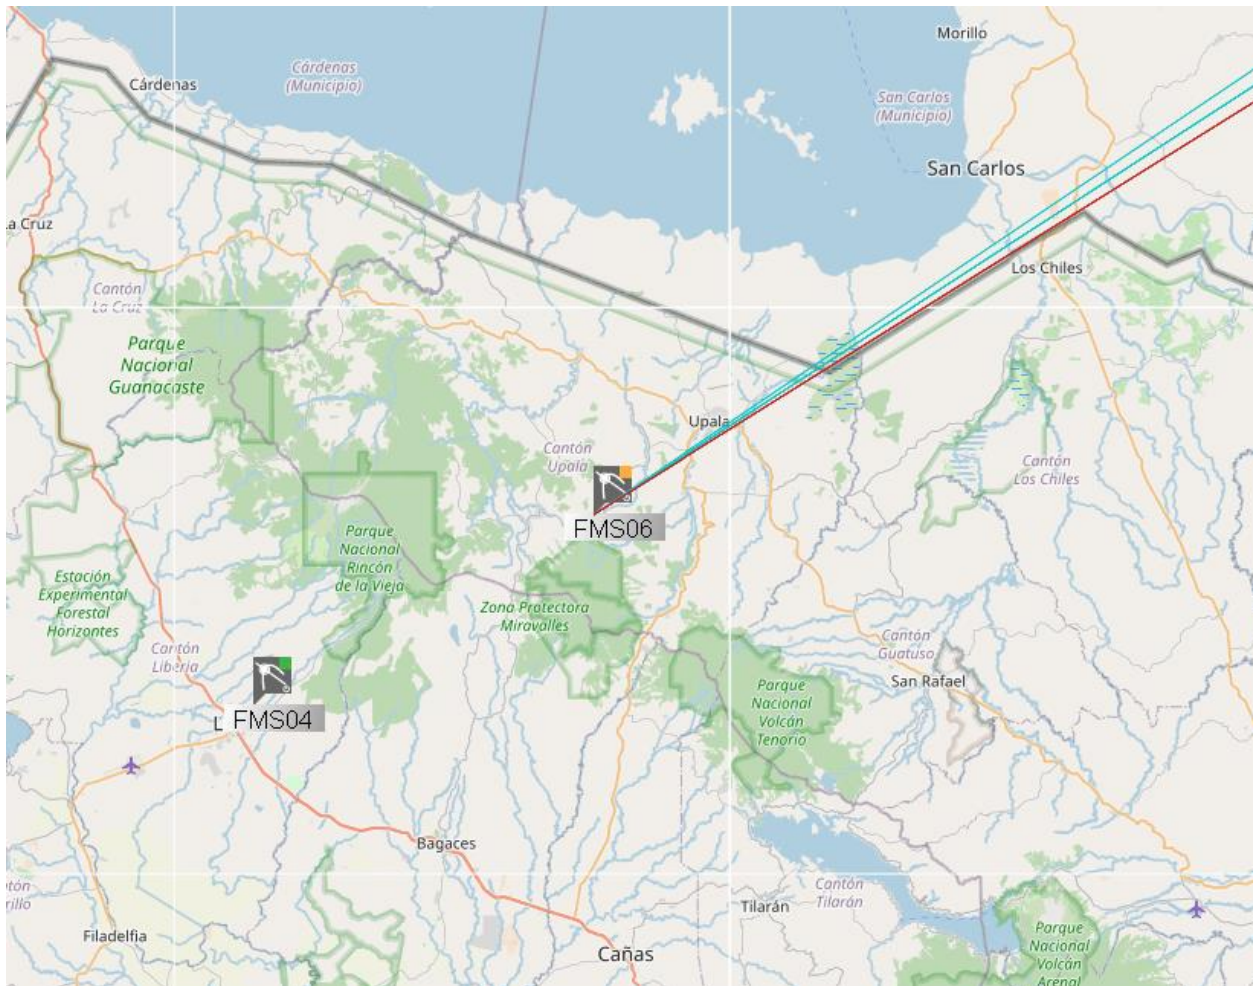 Morillo
Cárdenas
(Municipio)
Cárdenas
San Carlos
(Municipio)
San Carlos
La Cruz
Los Chiles
Cantón
La Cruz
Parque
Nacional
Guanacaste
Upala
Cantón
Upala
Cantón
Los Chiles
FMS06
Parque
Nacional
Rincón
de la Vieja
Estación
Experimental
Forestal
Horizontes
Zona Protectora
Miravalles
Cantón
Liberia
Cantón
Guatuso
San Rafael
Parque
Nacional
Volcán
Tenorio
L
FMS04
Bagaces
Cantón
Tilarán
Tilarán
Filadelfia
Cañas
Parque
Nacional
Volcán
Arenal